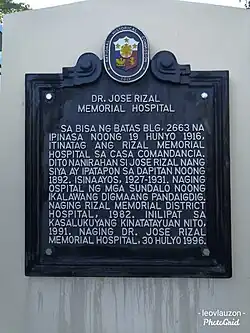 DR. JOSE RIZAL
MEMORIAL HOSPITAL
SA BISA NG BATAS BLG, 2663 NA
IPINASA NOONG 19 HUNYO 1916,
ITINATAG ANG RIZAL MEMORIAL
HOSPITAL SA CASA COMANDANCIA.
DITO NANIRAHAN SI JOSE RIZAL NANG
SIYA AY IPATAPON SA DAPITAN NOONG
1892. ISINAAYOS, 1927-1931. NAGING
OSPITAL NG MGA SUNDALO NOONG
IKALAWANG DIGMAANG PANDAIGDIG.
NAGING RIZAL MEMORIAL DISTRICT
HOSPITAL, 1982. INILIPAT SA
KASALUKUYANG KINATATAYUAN NITO,
1991. NAGING DR. JOSE RIZAL
MEMORIAL HOSPITAL, 30 HULYO 1996.
- leovlauzon
PhotoGrid